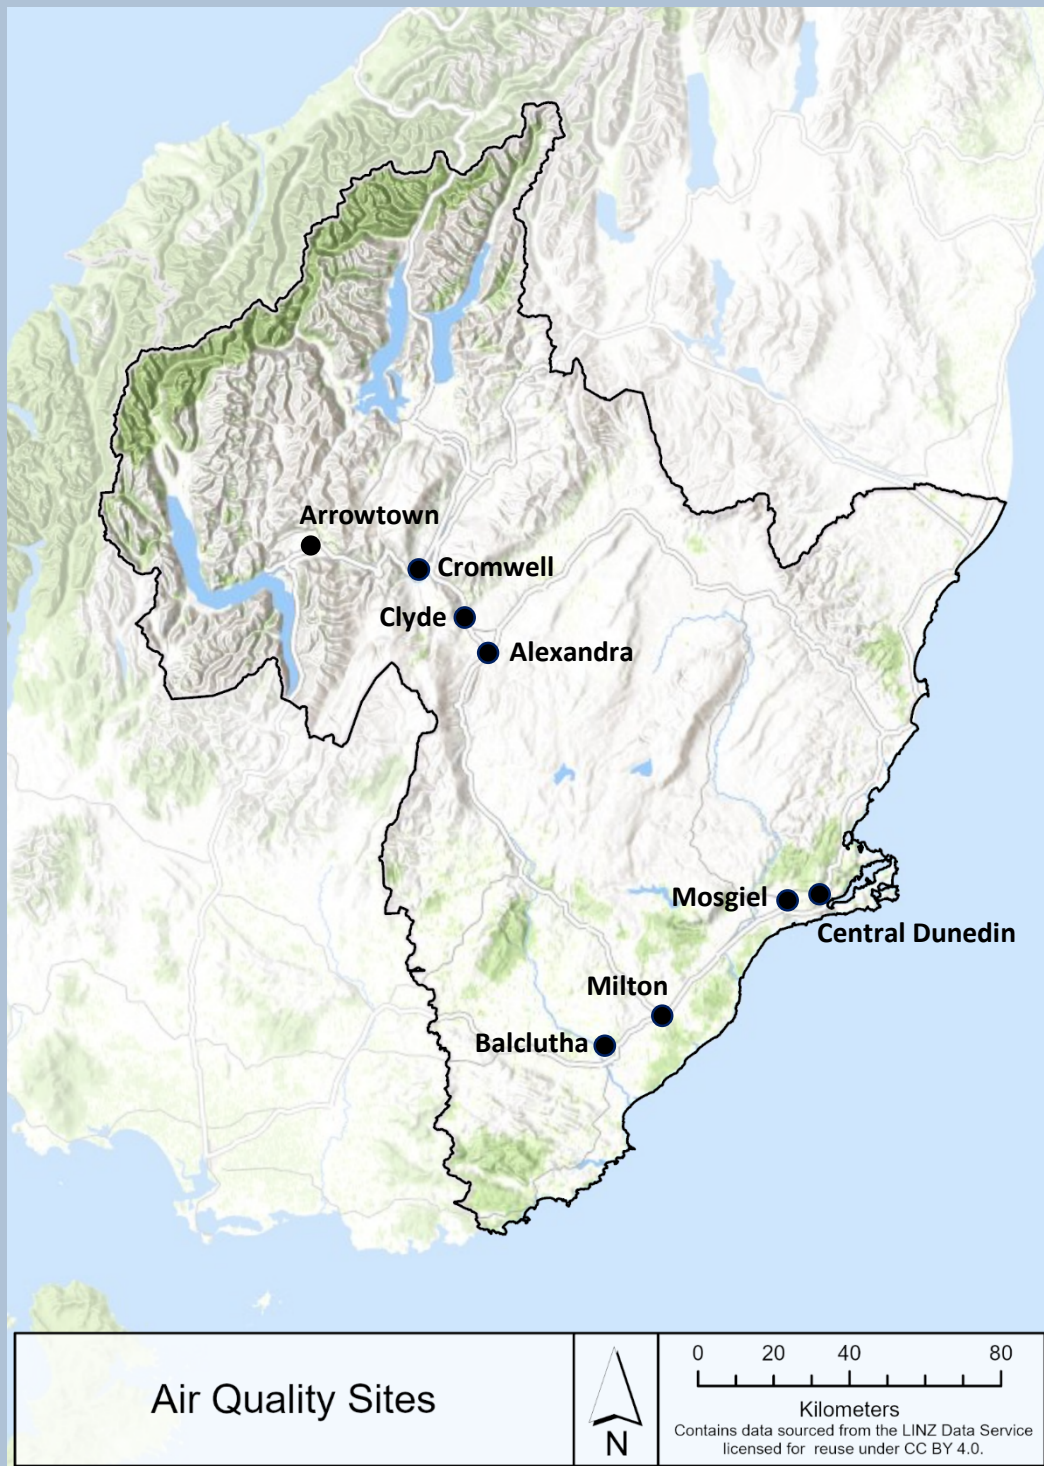 Arrowtown
Cromwell
Clyde
Alexandra
Mosgiel
Central Dunedin
Milton
Balclutha
Air Quality Sites
N
0 20 40 80
Kilometers
Contains data sourced from the LINZ Data Service
licensed for reuse under CC BY 4.0.